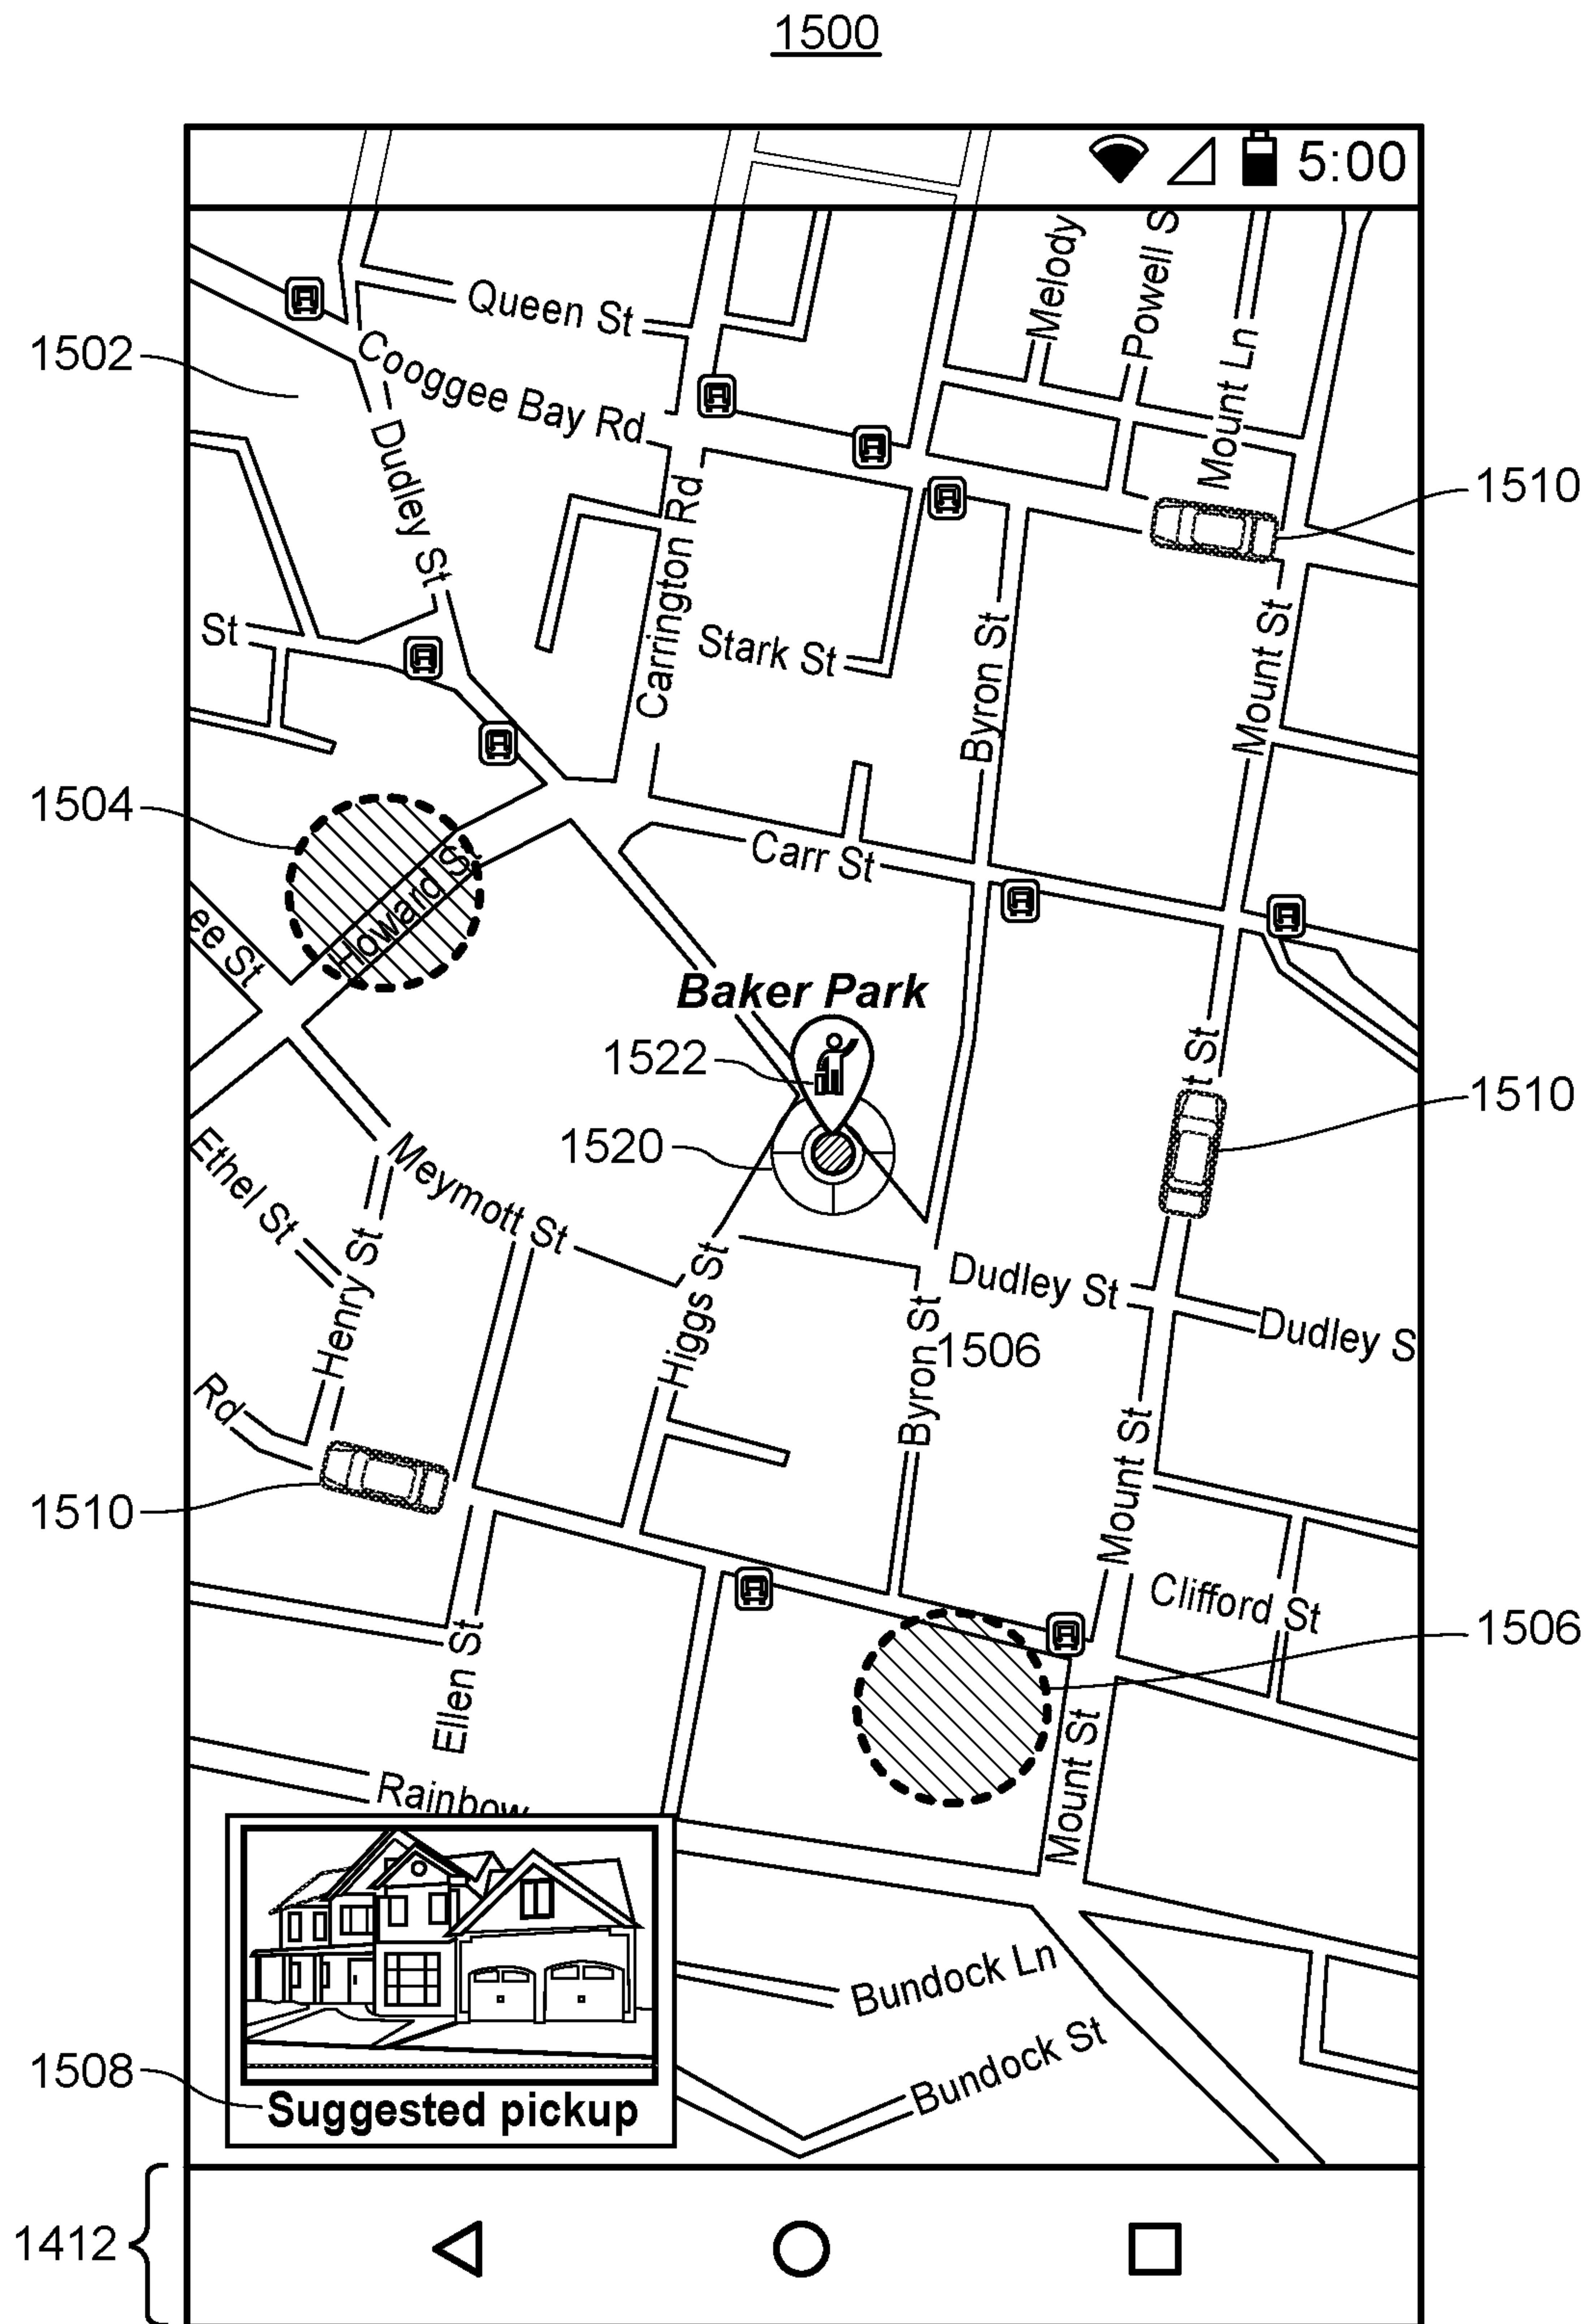 1500
5:00
Melody
Powell S
Mount Ln
Queen St
1502
Cooggee Bay Rd
Dudley St
1510
Carrington Rd
St
Stark St
Byron St
Mount St
1504
Howard St
Carr St
ee St
Baker Park
1522
t St
1510
1520
Ethel St
Meymott St
Henry St
Higgs St
Dudley St
Dudley S
1506
Byron St
Rd
Mount St
1510
Clifford St
1506
Ellen St
Mount St
Rainbow
Bundock Ln
Bundock St
1508
Suggested pickup
1412